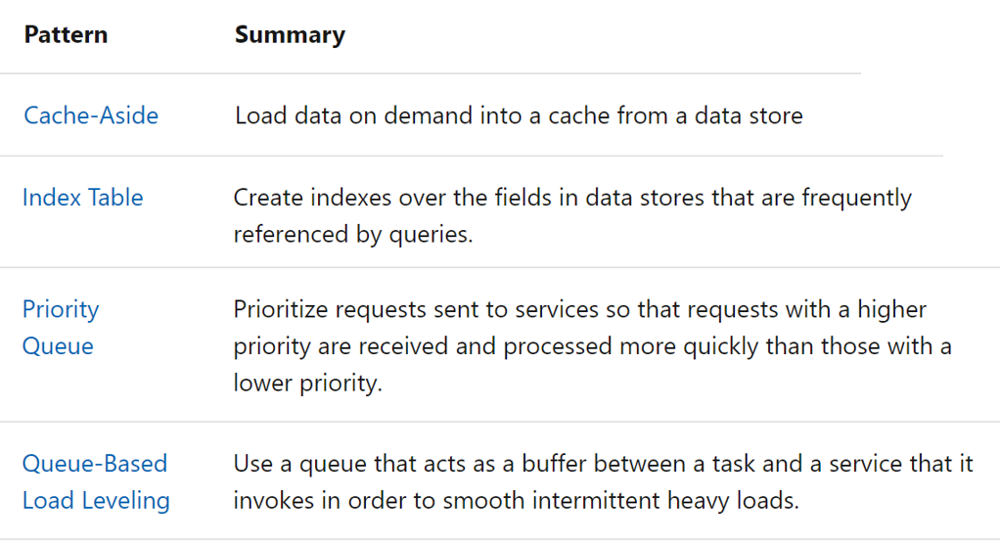 Pattern Summary
Cache-Aside Load data on demand into a cache from a data store
Index Table Create indexes over the fields in data stores that are frequently
referenced by queries.
Priority Prioritize requests sent to services so that requests with a higher
Queue priority are received and processed more quickly than those with a
lower priority.
Queue-Based Use a queue that acts as a buffer between a task and a service that it
Load Leveling invokes in order to smooth intermittent heavy loads.